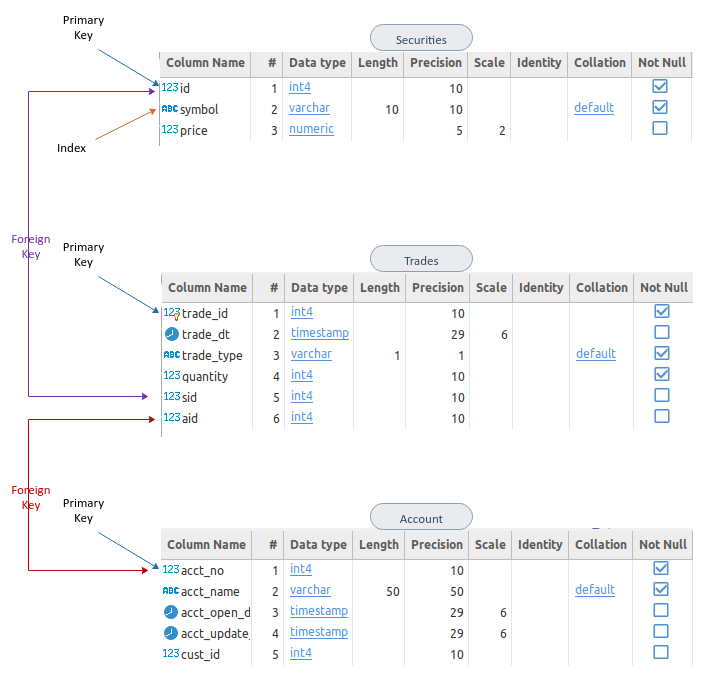 Primary
Key
Securities
Column Name # Data type Length Precision Scale Identity Collation Not Null
123 id 1 int4 10
ABC symbol 2 varchar 10 10 default
123 price 3 numeric 5 2
Index
Foreign
Key
Primary
Key
Trades
Column Name # Data type Length Precision Scale Identity Collation Not Null
123 trade_id 1 int4 10
trade_dt 2 timestamp 29 6
ABC trade_type 3 varchar 1 1 default
123 quantity 4 int4 10
123 sid 5 int4 10
123 aid 6 int4 10
Foreign
Key
Primary
Key
Account
Column Name # Data type Length Precision Scale Identity Collation Not Null
123 acct_no 1 int4 10
ABC acct_name 2 varchar 50 50 default
acct_open_d 3 timestamp 29 6
acct_update_ 4 timestamp 29 6
123 cust_id 5 int4 10